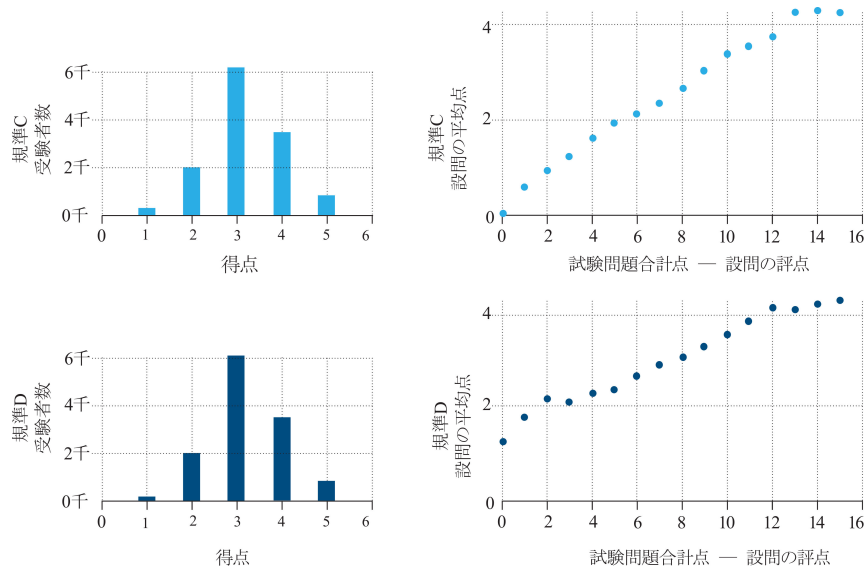 規準C
受験者数
6千
4千
2千
0千
0 1 2 3 4 5 6
得点
規準C
設問の平均点
4
2
0
0 2 4 6 8 10 12 14 16
試験問題合計点 — 設問の評点
規準D
受験者数
6千
4千
2千
0千
0 1 2 3 4 5 6
得点
規準D
設問の平均点
4
2
0
0 2 4 6 8 10 12 14 16
試験問題合計点 — 設問の評点